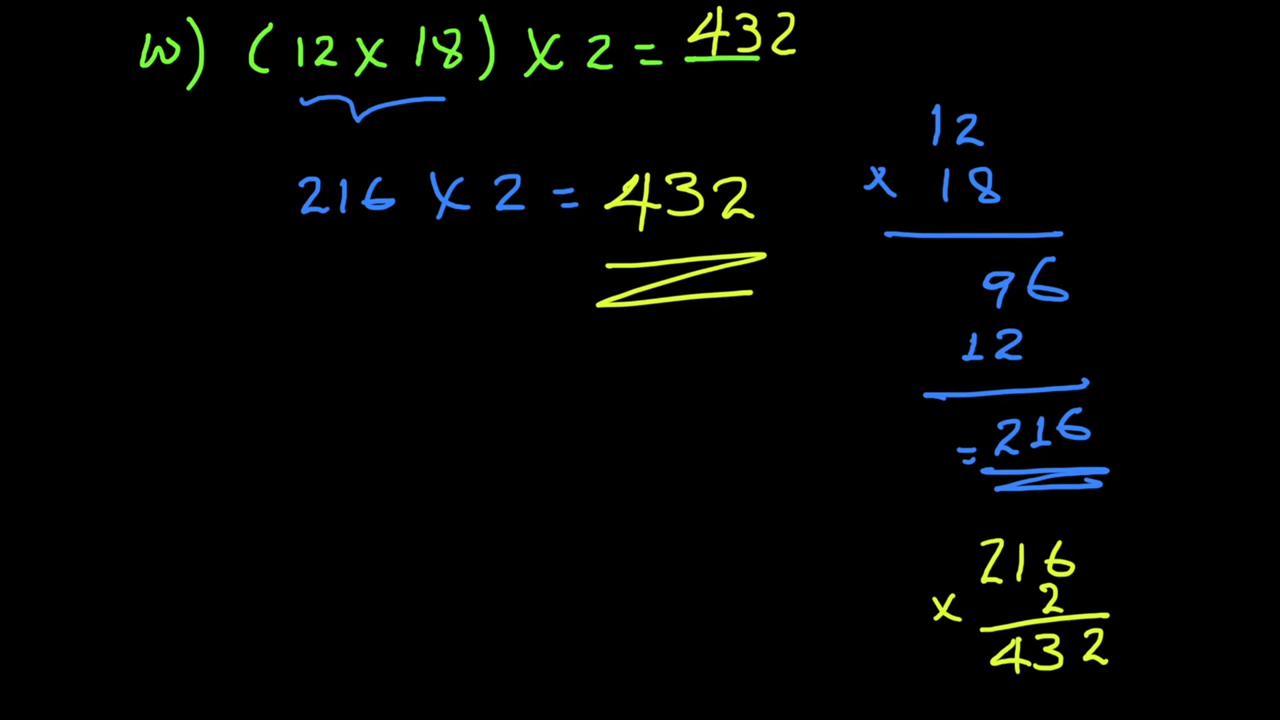 w) (12 x 18) x 2 = 432
216 x 2 = 432
12
x 18
96
12
= 216
216
x 2
432